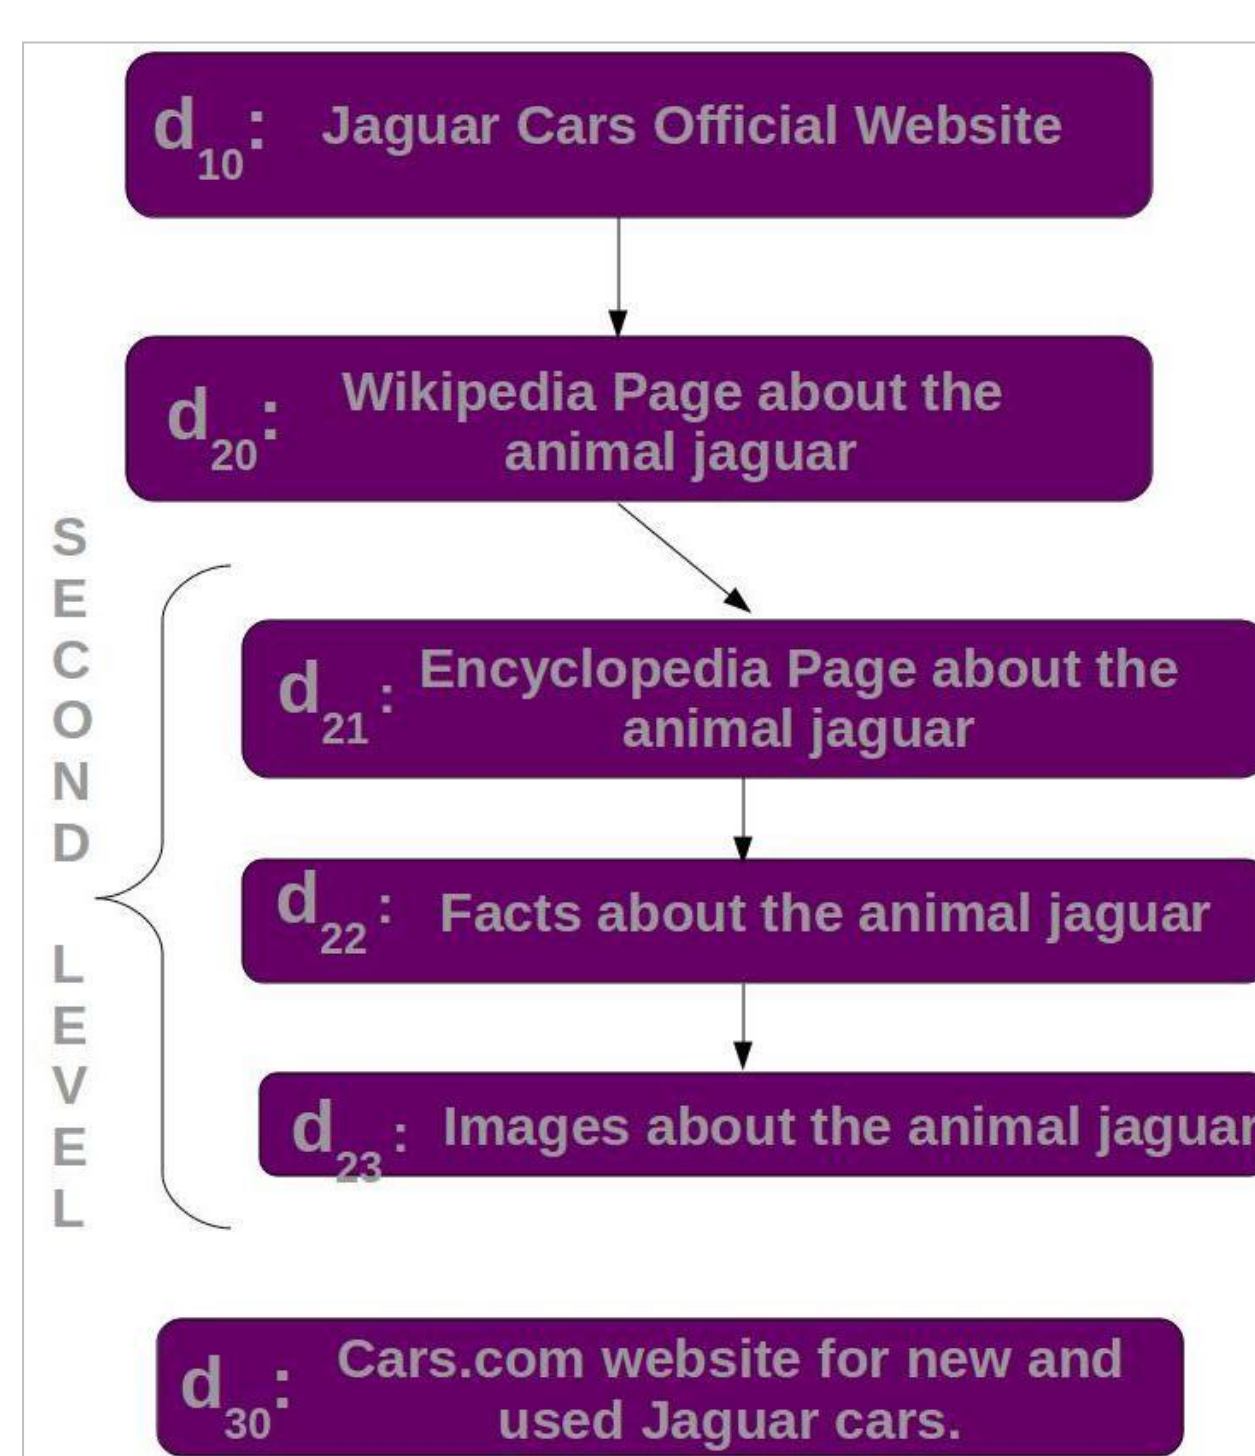 d10: Jaguar Cars Official Website
d20: Wikipedia Page about the
animal jaguar
SECOND LEVEL
d21: Encyclopedia Page about the
animal jaguar
d22: Facts about the animal jaguar
d23: Images about the animal jaguar
d30: Cars.com website for new and
used Jaguar cars.